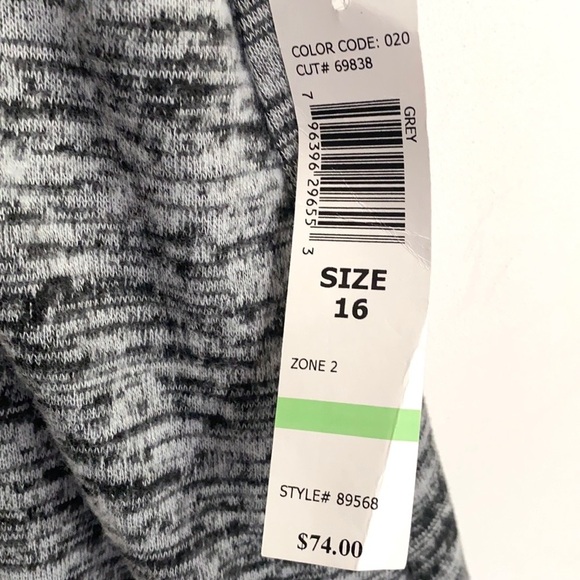 COLOR CODE: 020
CUT# 69838
GREY
7 96396 29655 3
SIZE
16
ZONE 2
STYLE# 89568
$74.00